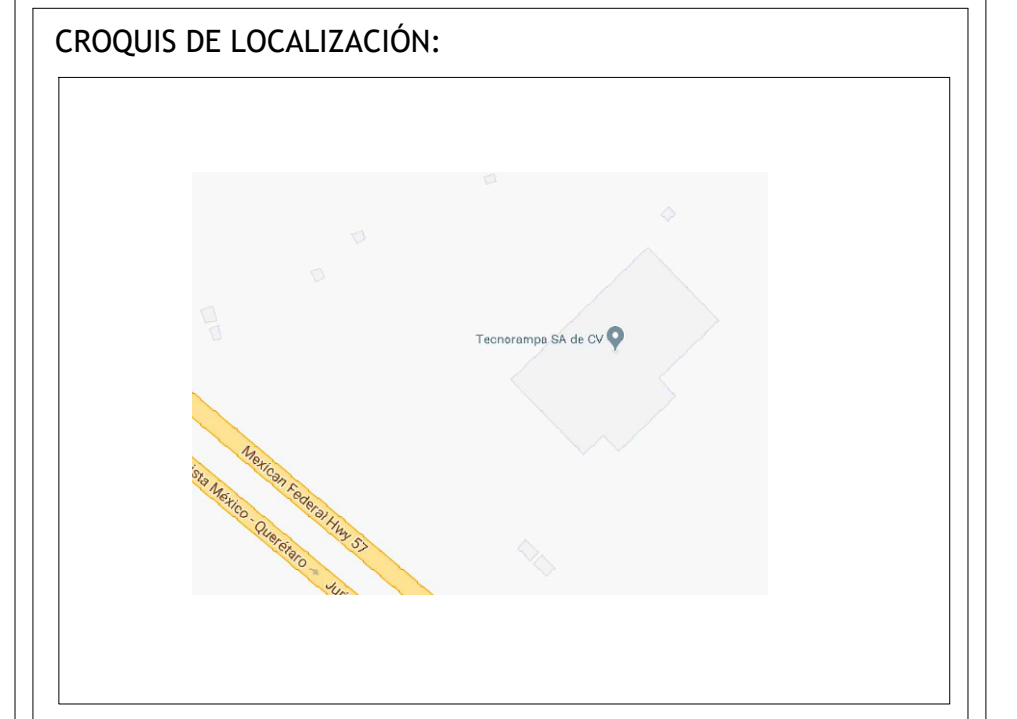 CROQUIS DE LOCALIZACIÓN:
Tecnorampa SA de CV
Mexican Federal Hwy 57
ista México - Querétaro